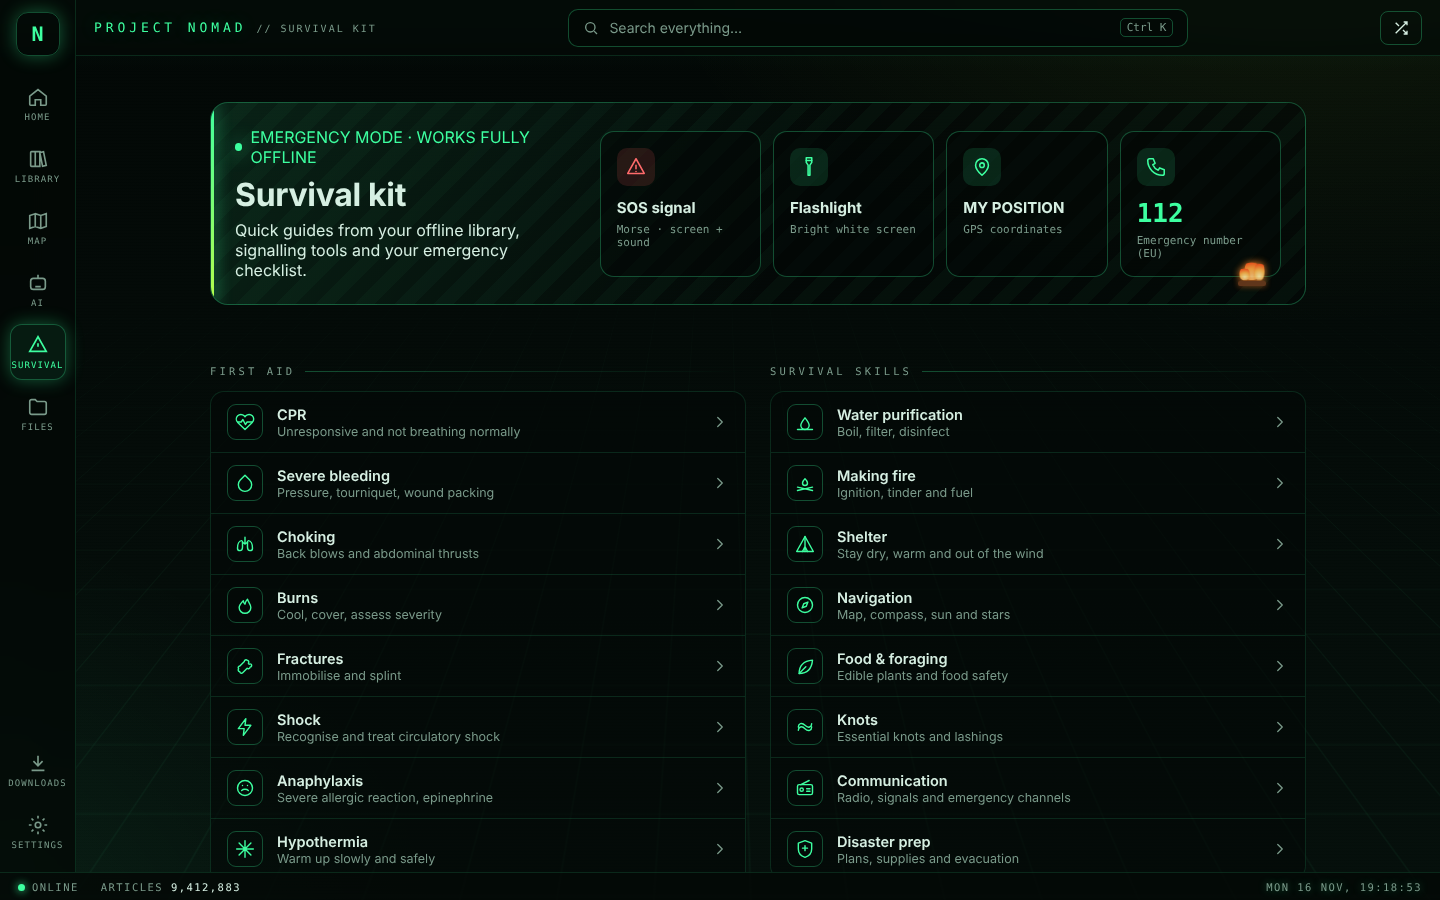 N
PROJECT NOMAD // SURVIVAL KIT
Search everything...
Ctrl K
HOME
LIBRARY
MAP
AI
SURVIVAL
FILES
DOWNLOADS
SETTINGS
EMERGENCY MODE · WORKS FULLY
OFFLINE
Survival kit
Quick guides from your offline library,
signalling tools and your emergency
checklist.
SOS signal
Morse · screen +
sound
Flashlight
Bright white screen
MY POSITION
GPS coordinates
112
Emergency number
(EU)
FIRST AID
CPR
Unresponsive and not breathing normally
Severe bleeding
Pressure, tourniquet, wound packing
Choking
Back blows and abdominal thrusts
Burns
Cool, cover, assess severity
Fractures
Immobilise and splint
Shock
Recognise and treat circulatory shock
Anaphylaxis
Severe allergic reaction, epinephrine
Hypothermia
Warm up slowly and safely
SURVIVAL SKILLS
Water purification
Boil, filter, disinfect
Making fire
Ignition, tinder and fuel
Shelter
Stay dry, warm and out of the wind
Navigation
Map, compass, sun and stars
Food & foraging
Edible plants and food safety
Knots
Essential knots and lashings
Communication
Radio, signals and emergency channels
Disaster prep
Plans, supplies and evacuation
ONLINE ARTICLES 9,412,883
MON 16 NOV, 19:18:53